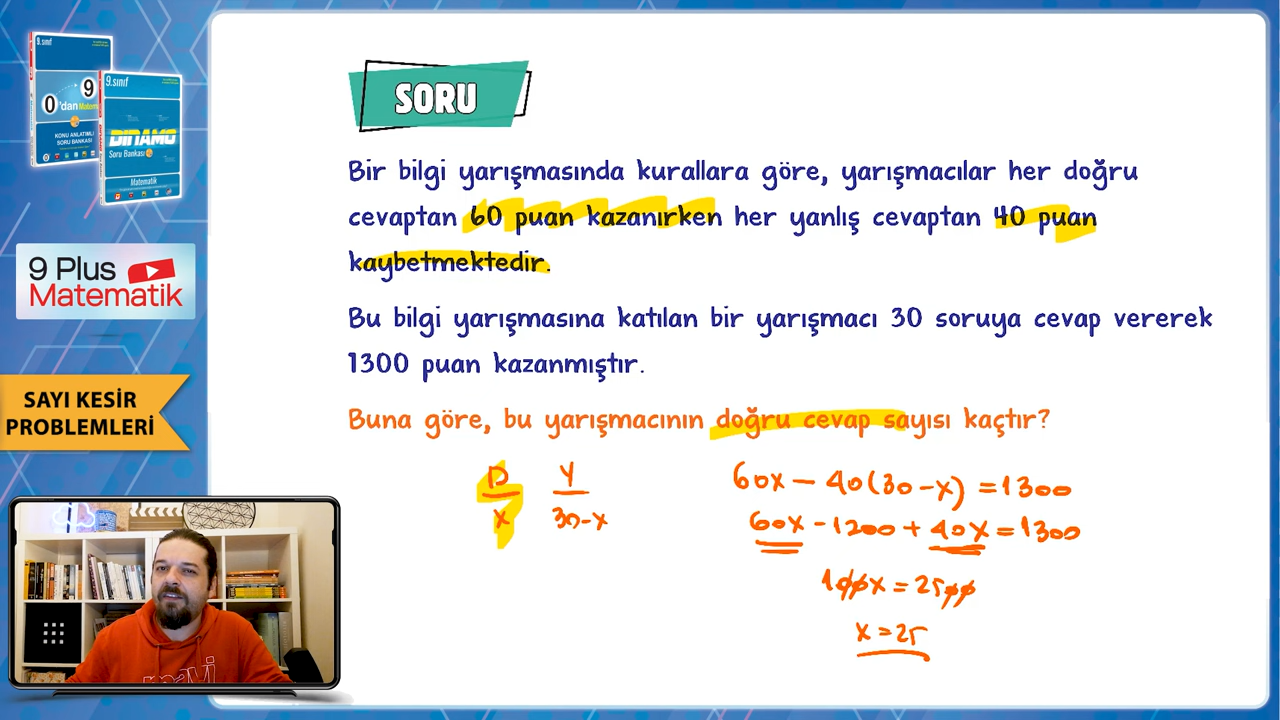 9.sınıf
0'dan 9
Matematik
KONU ANLATIMLI
SORU BANKASI
9.sınıf
DİNAMO
Soru Bankası
Matematik
9 Plus
Matematik
SAYI KESİR
PROBLEMLERİ
SORU
Bir bilgi yarışmasında kurallara göre, yarışmacılar her doğru
cevaptan 60 puan kazanırken her yanlış cevaptan 40 puan
kaybetmektedir.
Bu bilgi yarışmasına katılan bir yarışmacı 30 soruya cevap vererek
1300 puan kazanmıştır.
Buna göre, bu yarışmacının doğru cevap sayısı kaçtır?
D Y
x 30-x
60x - 40(30-x) = 1300
60x - 1200 + 40x = 1300
100x = 2500
x = 25